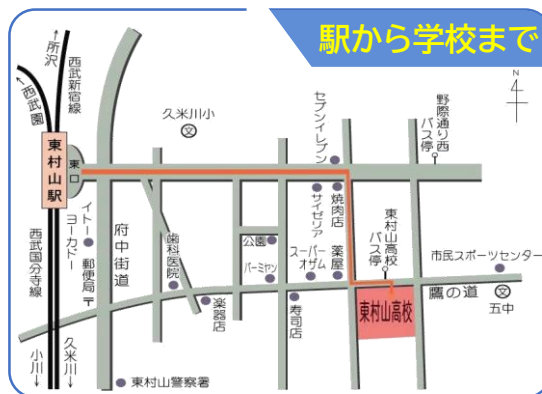 駅から学校まで
↑所沢
西武新宿線
↑西武園
久米川小
文
セブンイレブン
野際通り西
バス停
N
東村山駅
東口
焼肉店
サイゼリア
イトー
ヨーカドー
郵便局
〒
府中街道
歯科医院
公園
バーミヤン
スーパー
オザム
薬屋
東村山高校
バス停
市民スポーツセンター
鷹の道
文
五中
西武国分寺線
楽器店
寿司店
東村山高校
小川↓
久米川↓
東村山警察署